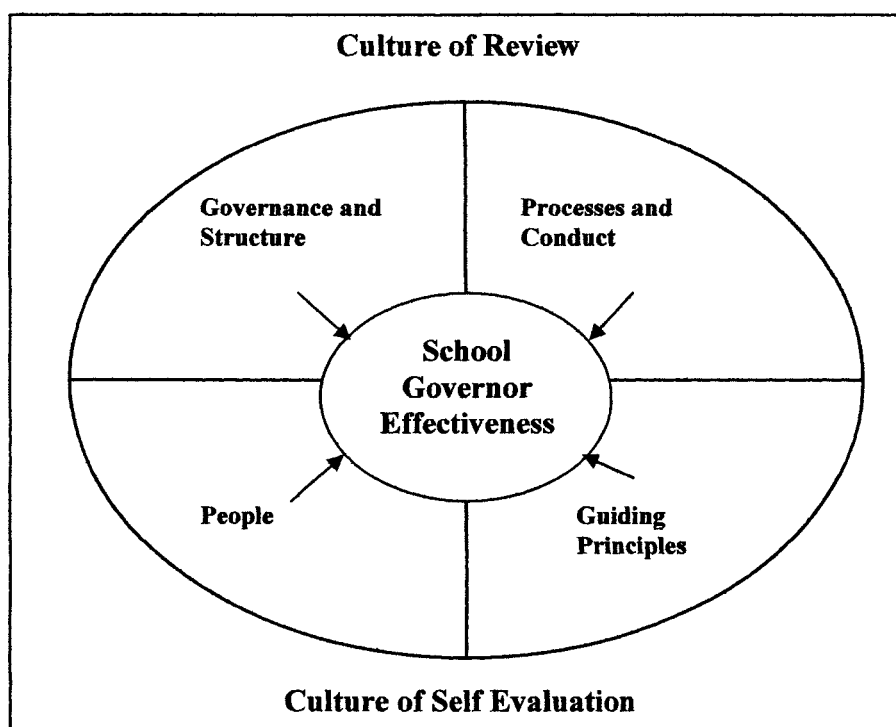 Culture of Review
Governance and
Structure
Processes and
Conduct
School
Governor
Effectiveness
People
Guiding
Principles
Culture of Self Evaluation